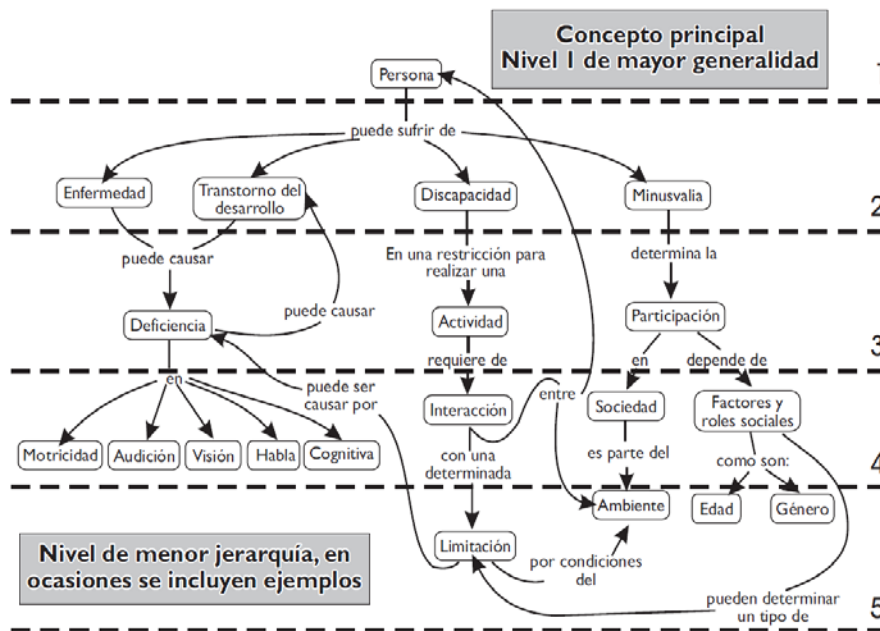 Concepto principal
Nivel 1 de mayor generalidad
1
Persona
puede sufrir de
Enfermedad
Transtorno del
desarrollo
Discapacidad
Minusvalia
2
puede causar
En una restricción para
realizar una
determina la
puede causar
Deficiencia
Actividad
Participación
requiere de
en
depende de
3
en
puede ser
causar por
Interacción
entre
Sociedad
Factores y
roles sociales
Motricidad
Audición
Visión
Habla
Cognitiva
con una
determinada
es parte del
como son:
4
Ambiente
Edad
Género
Nivel de menor jerarquía, en
ocasiones se incluyen ejemplos
Limitación
por condiciones
del
pueden determinar
un tipo de
5